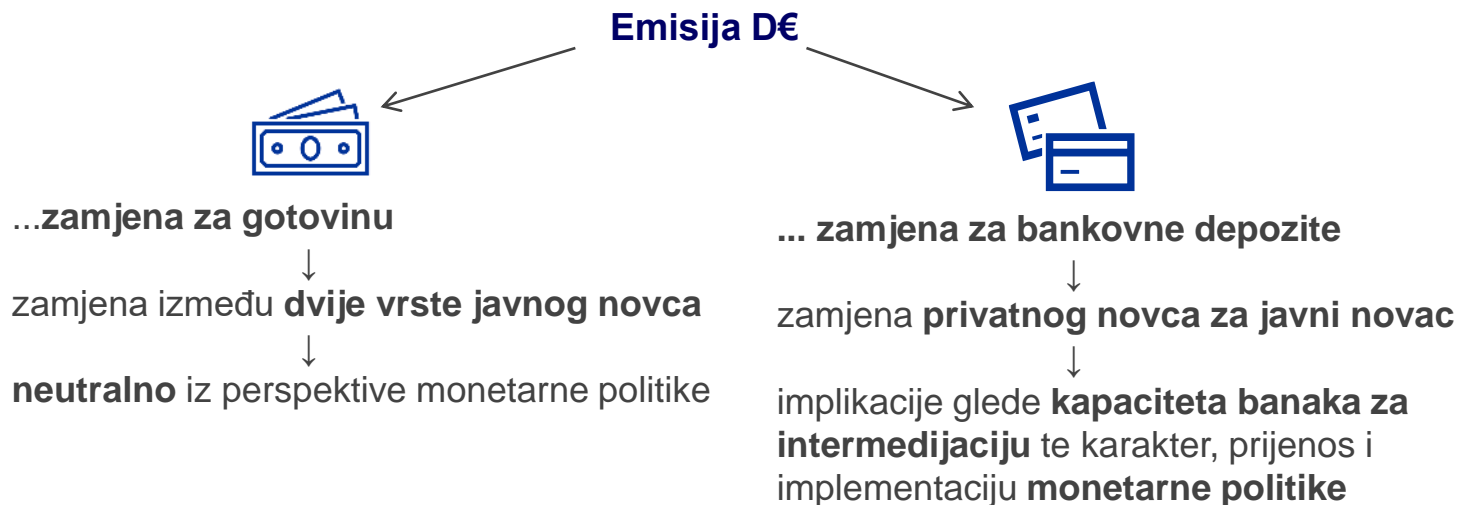 Emisija D€
...zamjena za gotovinu
↓
zamjena između dvije vrste javnog novca
↓
neutralno iz perspektive monetarne politike
... zamjena za bankovne depozite
↓
zamjena privatnog novca za javni novac
↓
implikacije glede kapaciteta banaka za
intermedijaciju te karakter, prijenos i
implementaciju monetarne politike